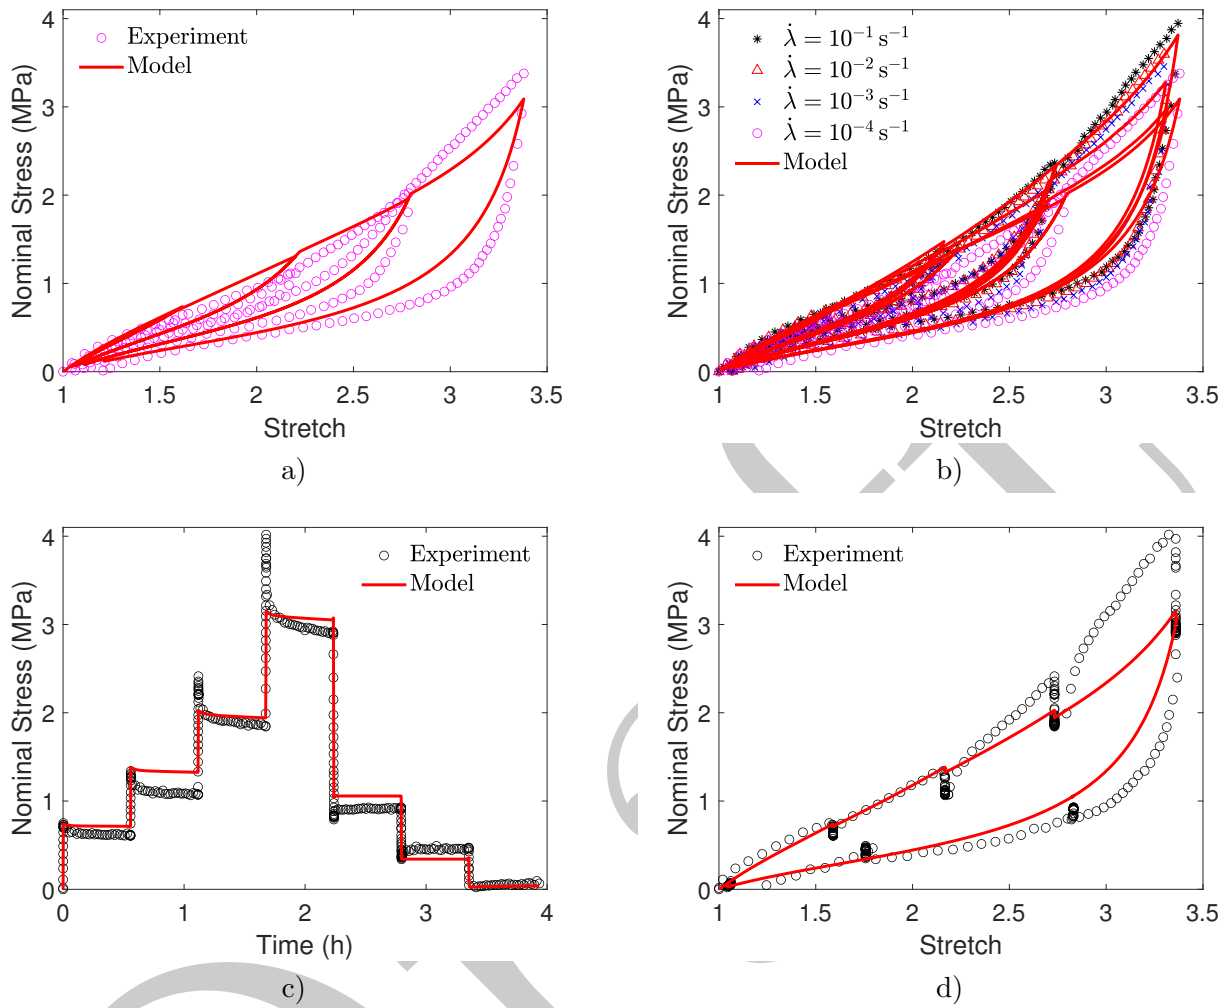 4
3
2
1
0
Nominal Stress (MPa)
Experiment
Model
1
1.5
2
2.5
3
3.5
Stretch
a)
4
3
2
1
0
Nominal Stress (MPa)
λ̇ = 10⁻¹ s⁻¹
λ̇ = 10⁻² s⁻¹
λ̇ = 10⁻³ s⁻¹
λ̇ = 10⁻⁴ s⁻¹
Model
1
1.5
2
2.5
3
3.5
Stretch
b)
4
3
2
1
0
Nominal Stress (MPa)
Experiment
Model
0
1
2
3
4
Time (h)
c)
4
3
2
1
0
Nominal Stress (MPa)
Experiment
Model
1
1.5
2
2.5
3
3.5
Stretch
d)